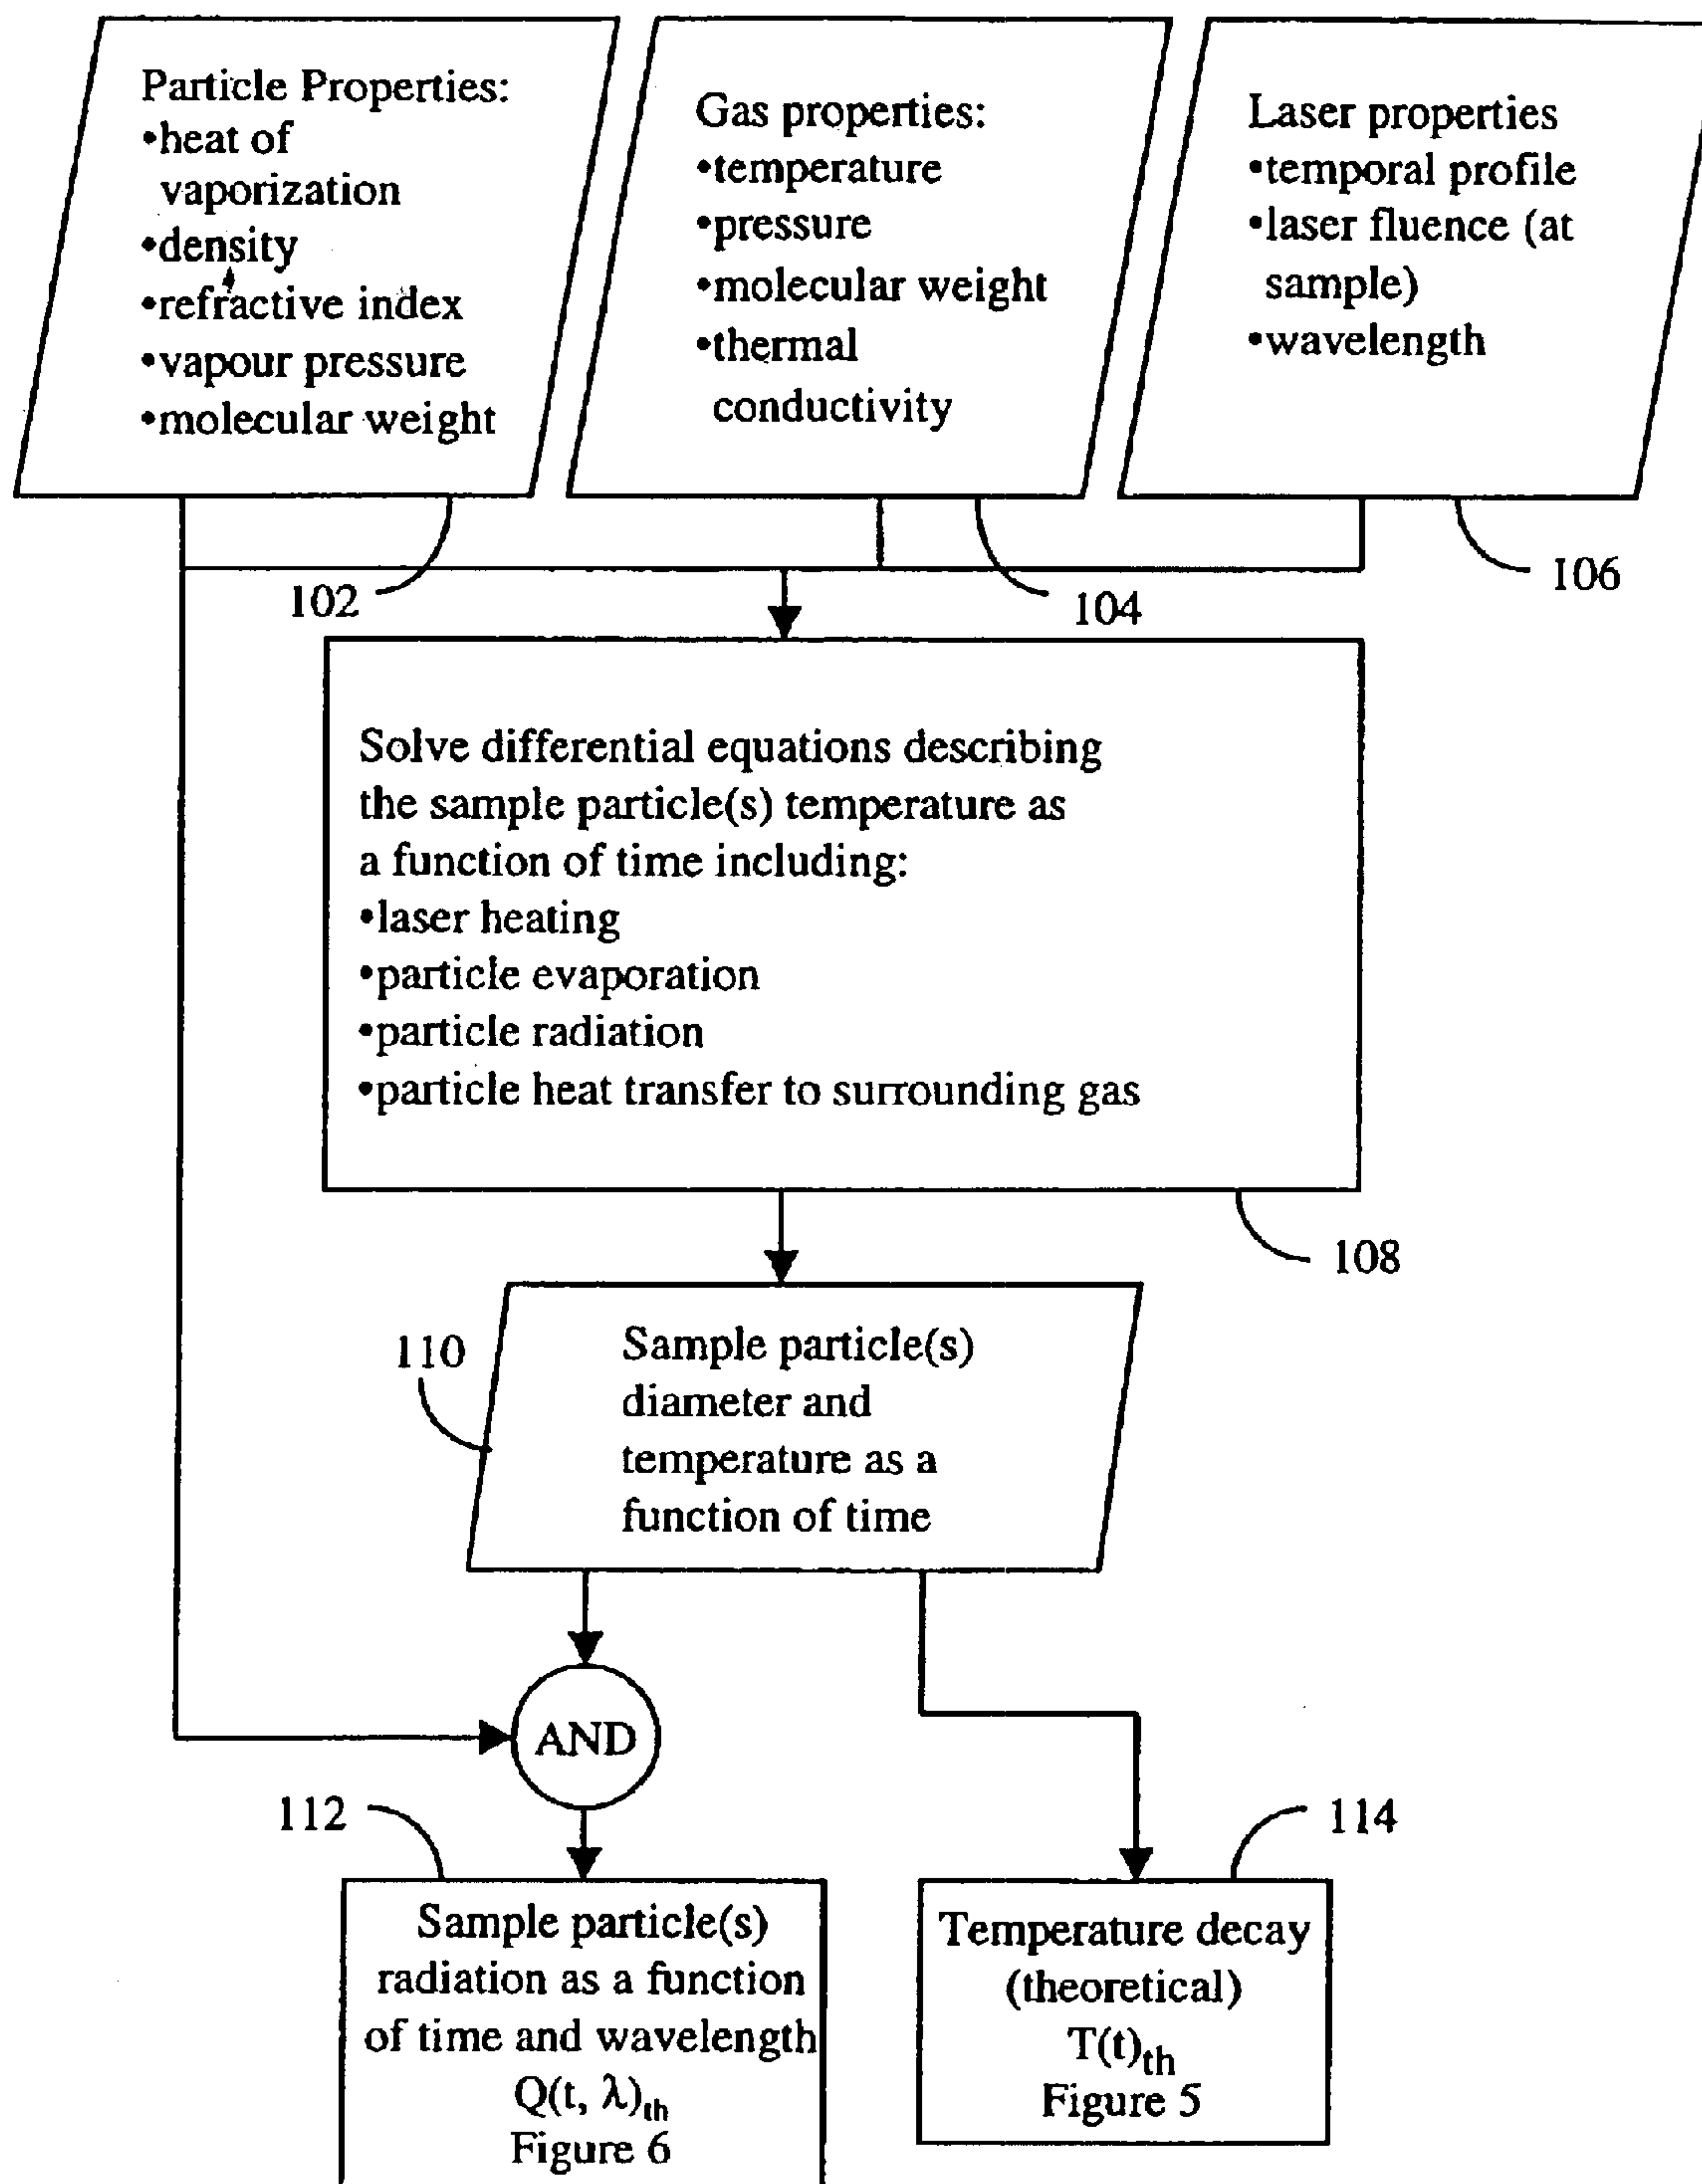 Particle Properties:
•heat of
vaporization
•density
•refractive index
•vapour pressure
•molecular weight
Gas properties:
•temperature
•pressure
•molecular weight
•thermal
conductivity
Laser properties
•temporal profile
•laser fluence (at
sample)
•wavelength
102
104
106
Solve differential equations describing
the sample particle(s) temperature as
a function of time including:
•laser heating
•particle evaporation
•particle radiation
•particle heat transfer to surrounding gas
108
110
Sample particle(s)
diameter and
temperature as a
function of time
AND
112
114
Sample particle(s)
radiation as a function
of time and wavelength
Q(t, λ)th
Figure 6
Temperature decay
(theoretical)
T(t)th
Figure 5